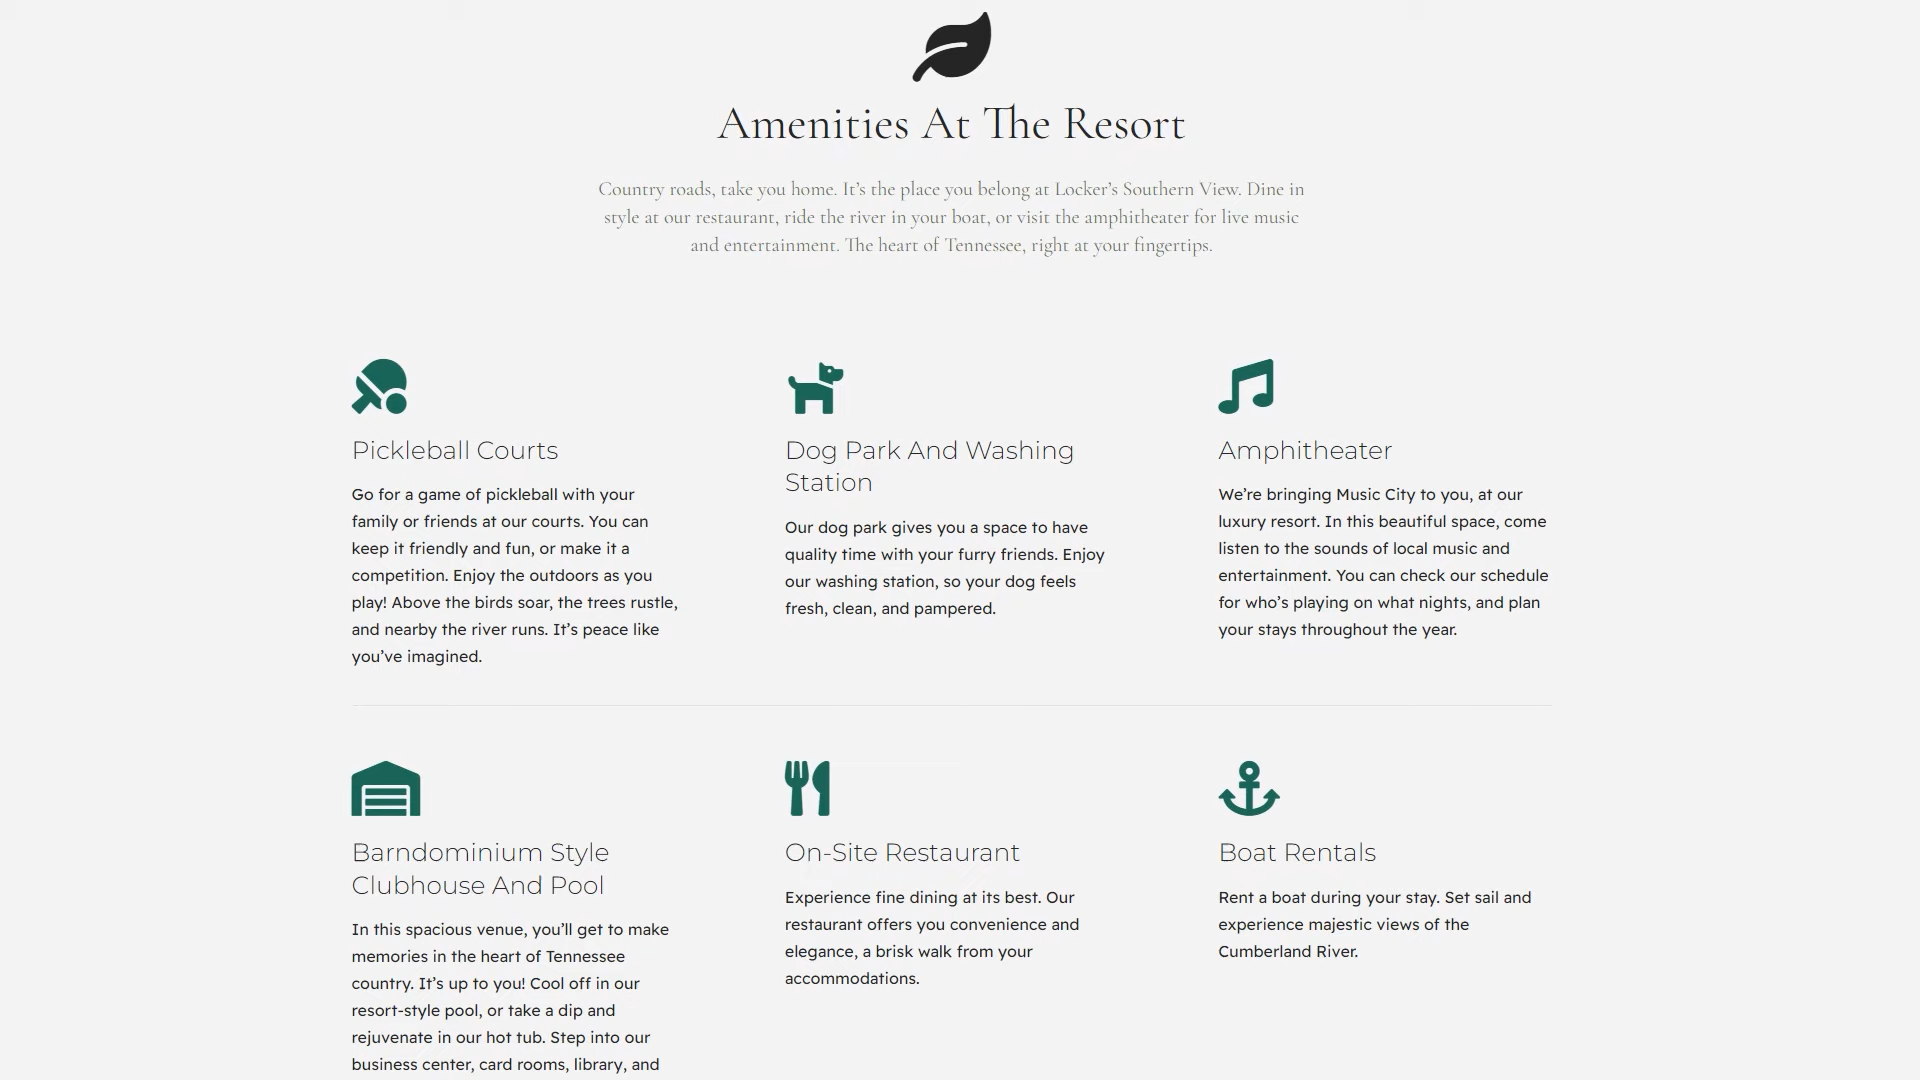 Amenities At The Resort
Country roads, take you home. It’s the place you belong at Locker’s Southern View. Dine in
style at our restaurant, ride the river in your boat, or visit the amphitheater for live music
and entertainment. The heart of Tennessee, right at your fingertips.
Pickleball Courts
Go for a game of pickleball with your
family or friends at our courts. You can
keep it friendly and fun, or make it a
competition. Enjoy the outdoors as you
play! Above the birds soar, the trees rustle,
and nearby the river runs. It’s peace like
you’ve imagined.
Dog Park And Washing
Station
Our dog park gives you a space to have
quality time with your furry friends. Enjoy
our washing station, so your dog feels
fresh, clean, and pampered.
Amphitheater
We’re bringing Music City to you, at our
luxury resort. In this beautiful space, come
listen to the sounds of local music and
entertainment. You can check our schedule
for who’s playing on what nights, and plan
your stays throughout the year.
Barndominium Style
Clubhouse And Pool
In this spacious venue, you’ll get to make
memories in the heart of Tennessee
country. It’s up to you! Cool off in our
resort-style pool, or take a dip and
rejuvenate in our hot tub. Step into our
business center, card rooms, library, and
On-Site Restaurant
Experience fine dining at its best. Our
restaurant offers you convenience and
elegance, a brisk walk from your
accommodations.
Boat Rentals
Rent a boat during your stay. Set sail and
experience majestic views of the
Cumberland River.